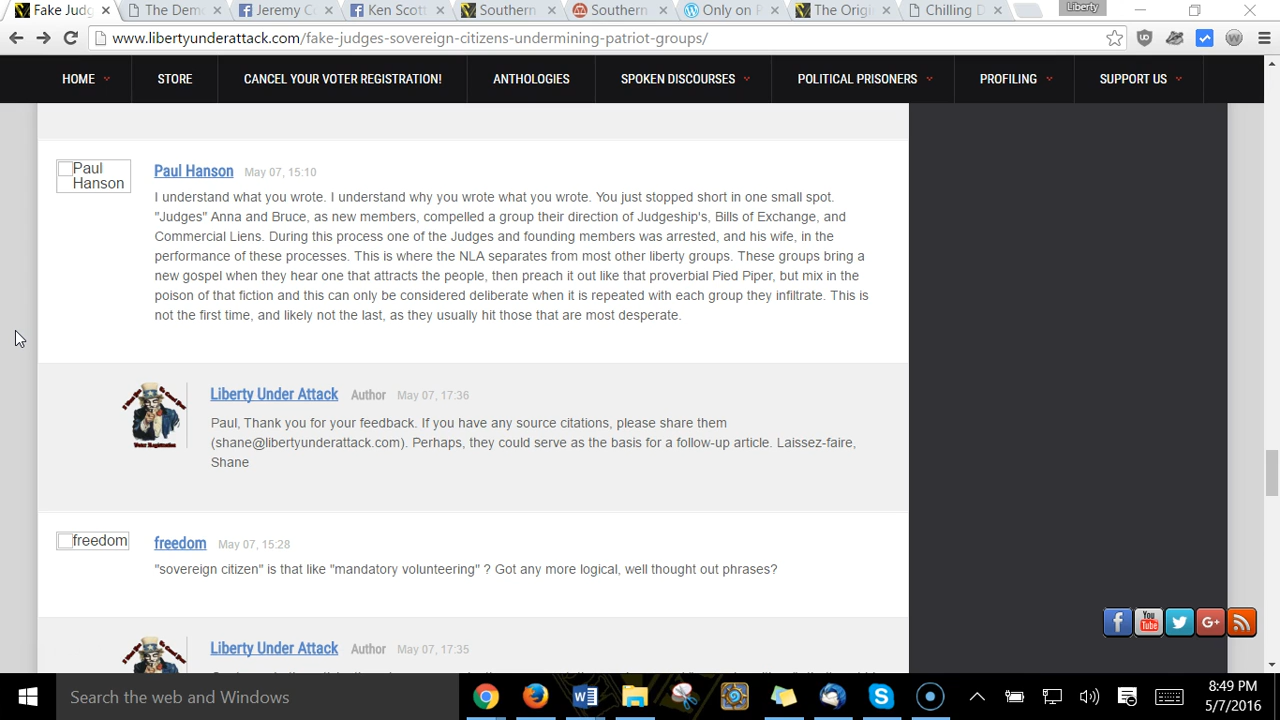 Fake Judg
The Dem
Jeremy C
Ken Scott
Southern
Southern
Only on F
The Origi
Chilling D
Liberty
www.libertyunderattack.com/fake-judges-sovereign-citizens-undermining-patriot-groups/
HOME STORE CANCEL YOUR VOTER REGISTRATION! ANTHOLOGIES SPOKEN DISCOURSES POLITICAL PRISONERS PROFILING SUPPORT US
Paul
Hanson
Paul Hanson May 07, 15:10
I understand what you wrote. I understand why you wrote what you wrote. You just stopped short in one small spot.
"Judges" Anna and Bruce, as new members, compelled a group their direction of Judgeship's, Bills of Exchange, and
Commercial Liens. During this process one of the Judges and founding members was arrested, and his wife, in the
performance of these processes. This is where the NLA separates from most other liberty groups. These groups bring a
new gospel when they hear one that attracts the people, then preach it out like that proverbial Pied Piper, but mix in the
poison of that fiction and this can only be considered deliberate when it is repeated with each group they infiltrate. This is
not the first time, and likely not the last, as they usually hit those that are most desperate.
Liberty Under Attack Author May 07, 17:36
Paul, Thank you for your feedback. If you have any source citations, please share them
(shane@libertyunderattack.com). Perhaps, they could serve as the basis for a follow-up article. Laissez-faire,
Shane
freedom
freedom May 07, 15:28
"sovereign citizen" is that like "mandatory volunteering" ? Got any more logical, well thought out phrases?
Liberty Under Attack Author May 07, 17:35
You Tube
Search the web and Windows
8:49 PM
5/7/2016